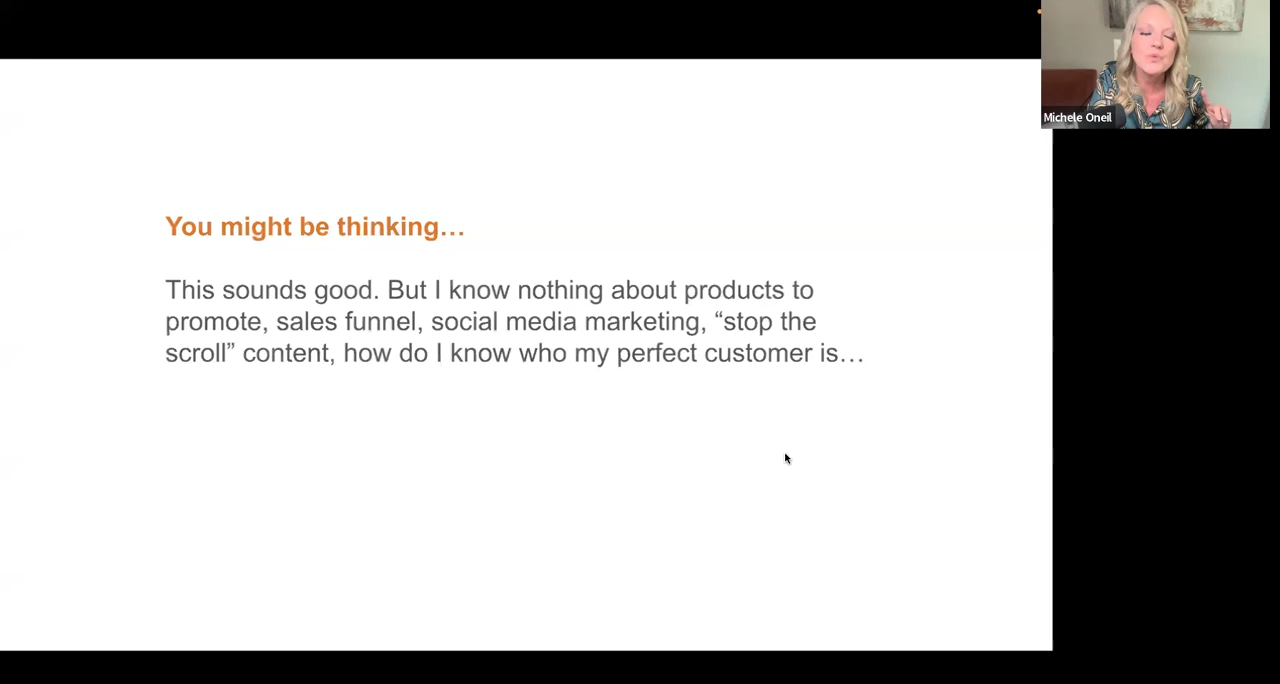 Michele Oneil
You might be thinking…
This sounds good. But I know nothing about products to
promote, sales funnel, social media marketing, “stop the
scroll” content, how do I know who my perfect customer is…